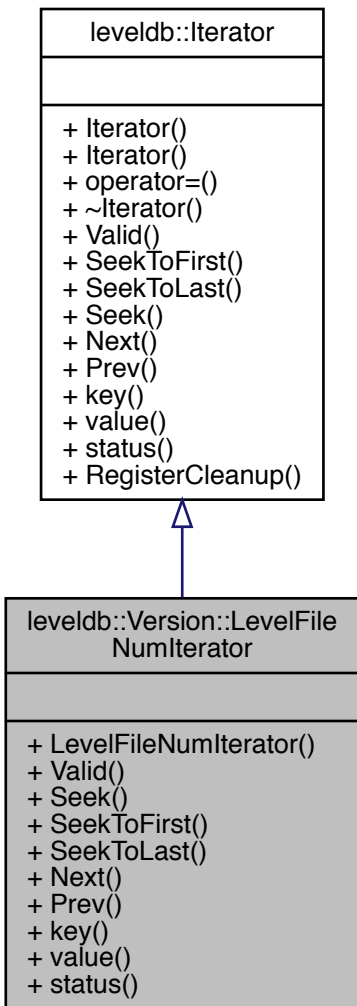 leveldb::Iterator
+ Iterator()
+ Iterator()
+ operator=()
+ ~Iterator()
+ Valid()
+ SeekToFirst()
+ SeekToLast()
+ Seek()
+ Next()
+ Prev()
+ key()
+ value()
+ status()
+ RegisterCleanup()
leveldb::Version::LevelFile
NumIterator
+ LevelFileNumIterator()
+ Valid()
+ Seek()
+ SeekToFirst()
+ SeekToLast()
+ Next()
+ Prev()
+ key()
+ value()
+ status()